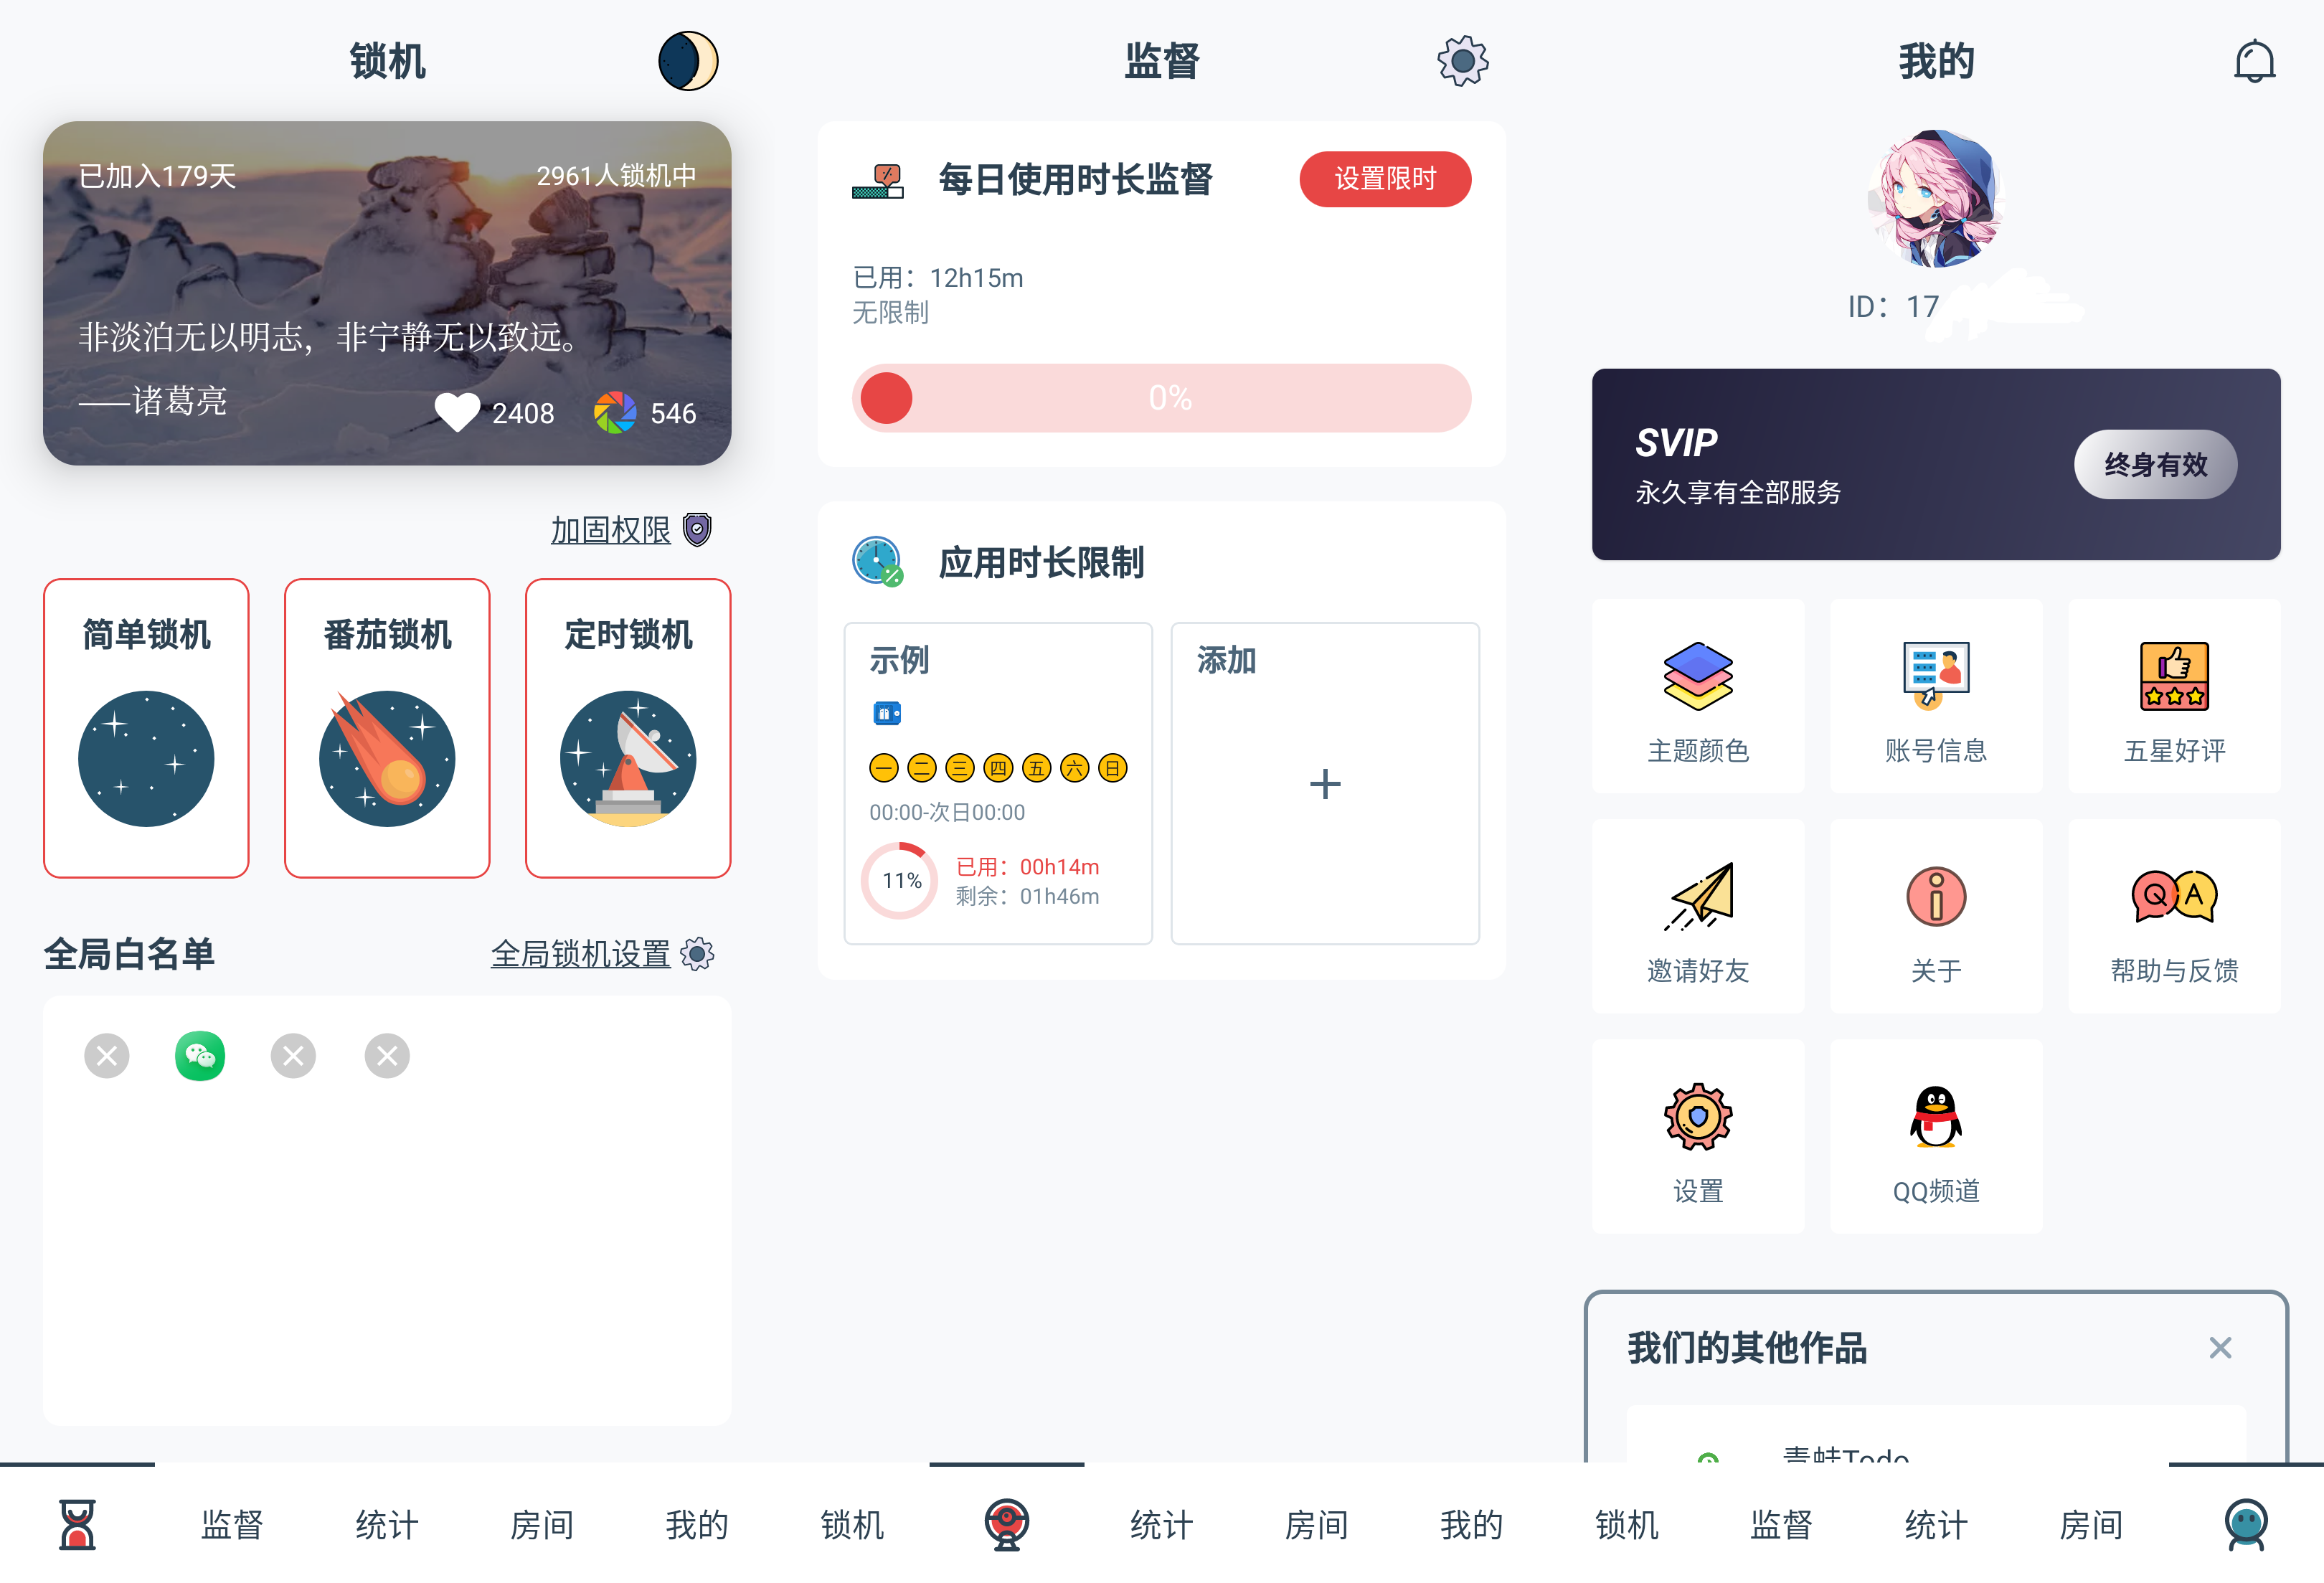 锁机
已加入179天
2961人锁机中
非淡泊无以明志，非宁静无以致远。
——诸葛亮
2408
546
加固权限
简单锁机
番茄锁机
定时锁机
全局白名单
全局锁机设置
监督
统计
房间
我的
监督
每日使用时长监督
设置限时
已用：12h15m
无限制
0%
应用时长限制
示例
一 二 三 四 五 六 日
00:00-次日00:00
11%
已用：00h14m
剩余：01h46m
添加
锁机
统计
房间
我的
我的
ID：17
SVIP
永久享有全部服务
终身有效
主题颜色
账号信息
五星好评
邀请好友
关于
Q A
帮助与反馈
设置
QQ频道
我们的其他作品
青蛙Todo
锁机
监督
统计
房间